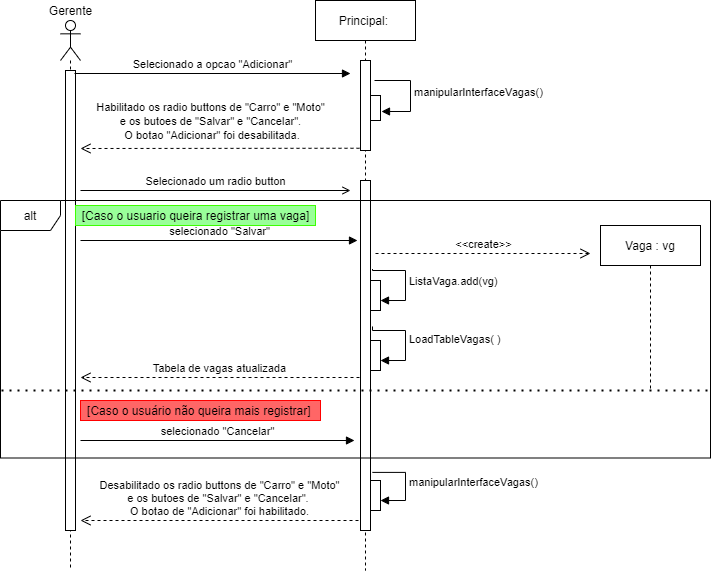 Gerente
Principal:
Selecionado a opcao "Adicionar"
manipularInterfaceVagas()
Habilitado os radio buttons de "Carro" e "Moto"
e os butoes de "Salvar" e "Cancelar".
O botao "Adicionar" foi desabilitada.
Selecionado um radio button
alt
[Caso o usuario queira registrar uma vaga]
selecionado "Salvar"
<<create>>
Vaga : vg
ListaVaga.add(vg)
LoadTableVagas( )
Tabela de vagas atualizada
[Caso o usuário não queira mais registrar]
selecionado "Cancelar"
manipularInterfaceVagas()
Desabilitado os radio buttons de "Carro" e "Moto"
e os butoes de "Salvar" e "Cancelar".
O botao de "Adicionar" foi habilitado.